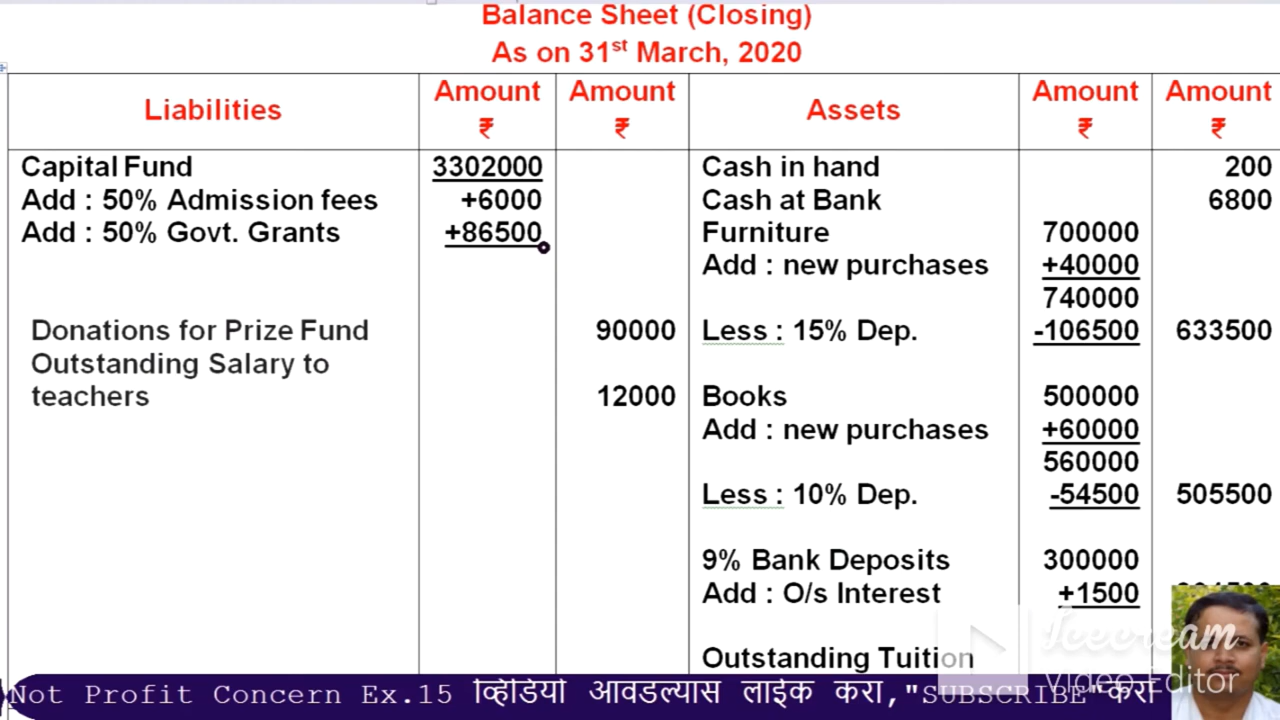 Balance Sheet (Closing)
As on 31st March, 2020
Liabilities
Amount ₹
Amount ₹
Assets
Amount ₹
Amount ₹
Capital Fund 3302000 Cash in hand 200
Add : 50% Admission fees +6000 Cash at Bank 6800
Add : 50% Govt. Grants +86500 Furniture 700000
Add : new purchases +40000
740000
Donations for Prize Fund 90000 Less : 15% Dep. -106500 633500
Outstanding Salary to
teachers 12000 Books 500000
Add : new purchases +60000
560000
Less : 10% Dep. -54500 505500
9% Bank Deposits 300000
Add : O/s Interest +1500
Outstanding Tuition
Icecream
Video Editor
Not Profit Concern Ex.15 व्हिडियो आवडल्यास लाईक करा,"SUBSCRIBE"करा